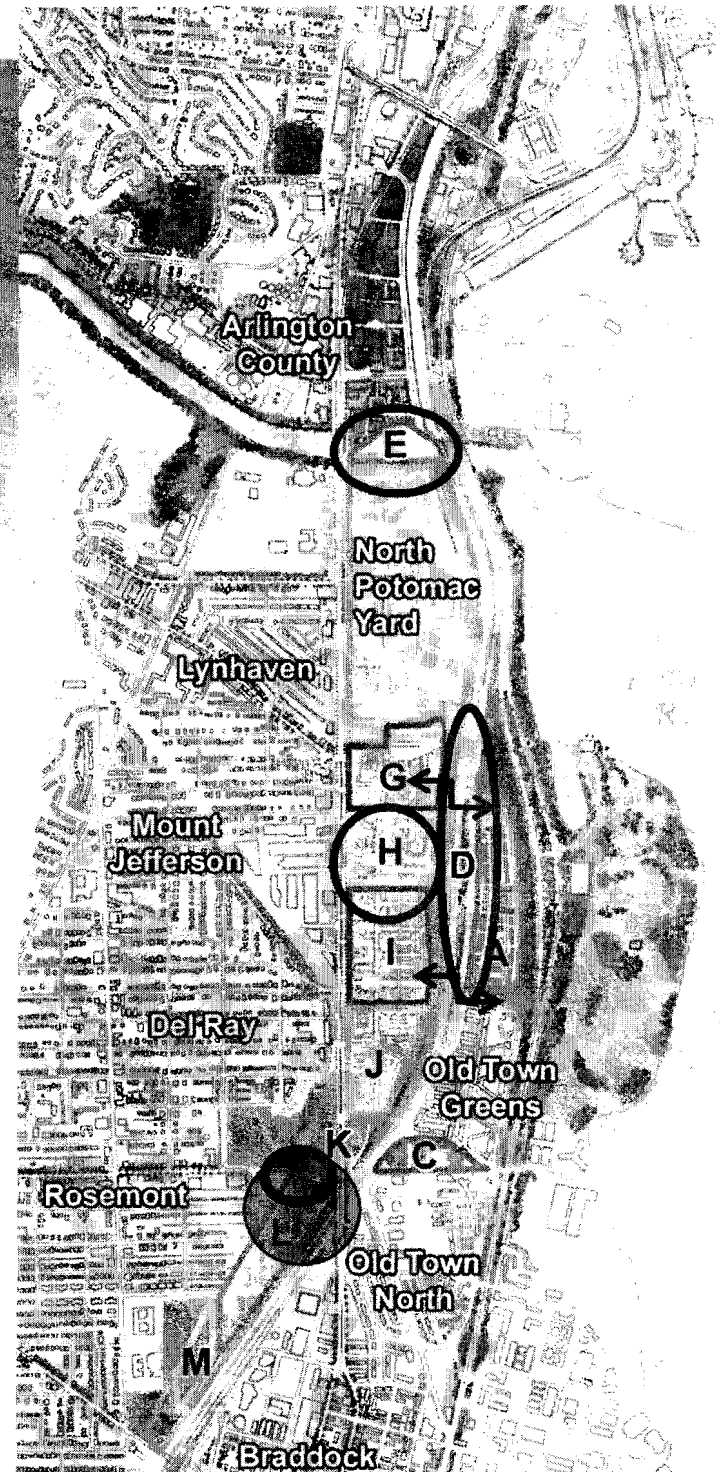 Arlington
County
E
North
Potomac
Yard
Lynhaven
G
Mount
Jefferson
H
D
I
A
Del Ray
J
Old Town
Greens
K
C
Rosemont
L
Old Town
North
M
Braddock